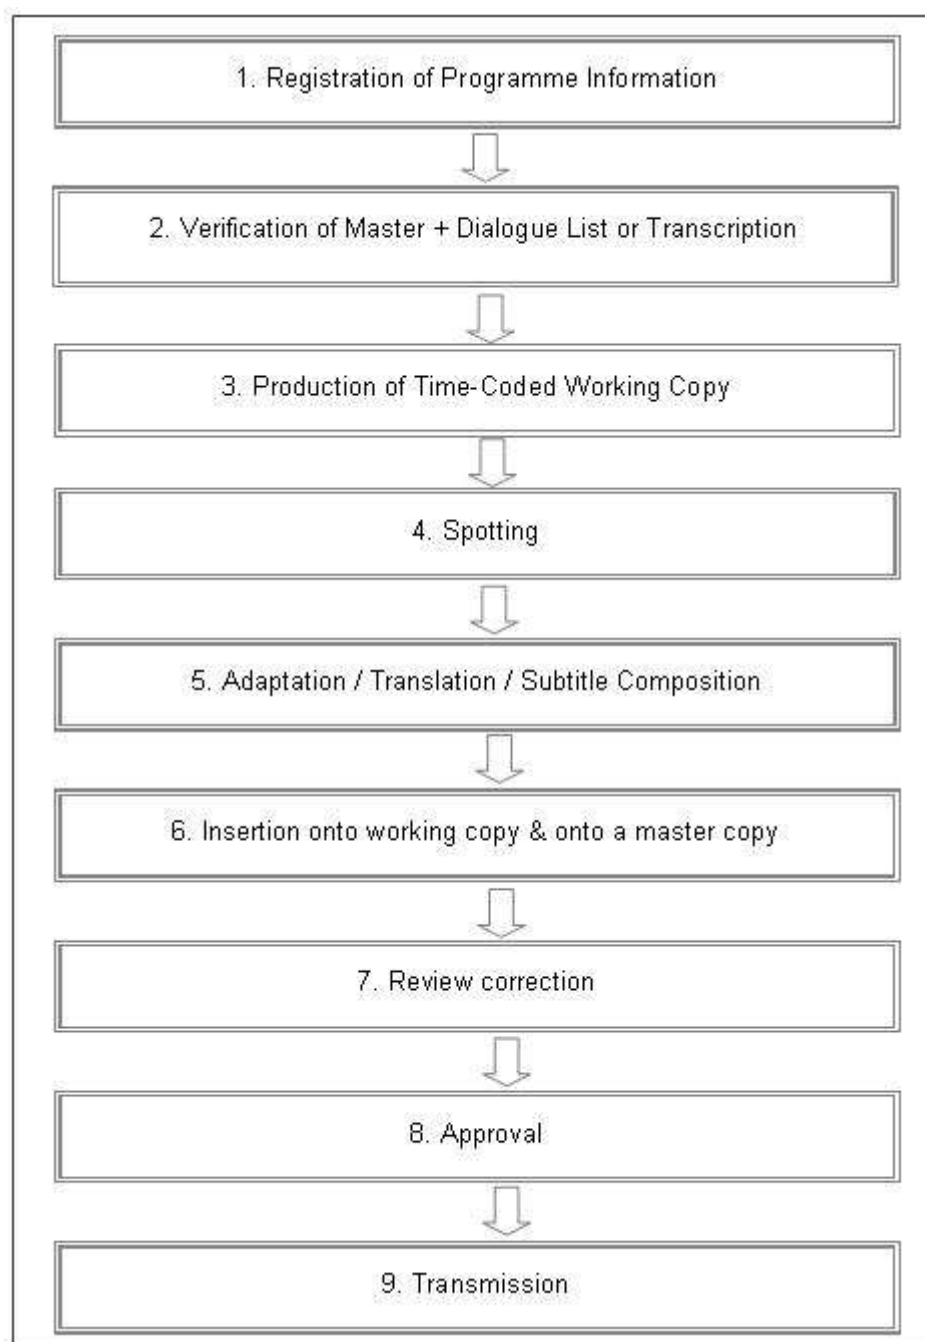 1. Registration of Programme Information
2. Verification of Master + Dialogue List or Transcription
3. Production of Time-Coded Working Copy
4. Spotting
5. Adaptation / Translation / Subtitle Composition
6. Insertion onto working copy & onto a master copy
7. Review correction
8. Approval
9. Transmission